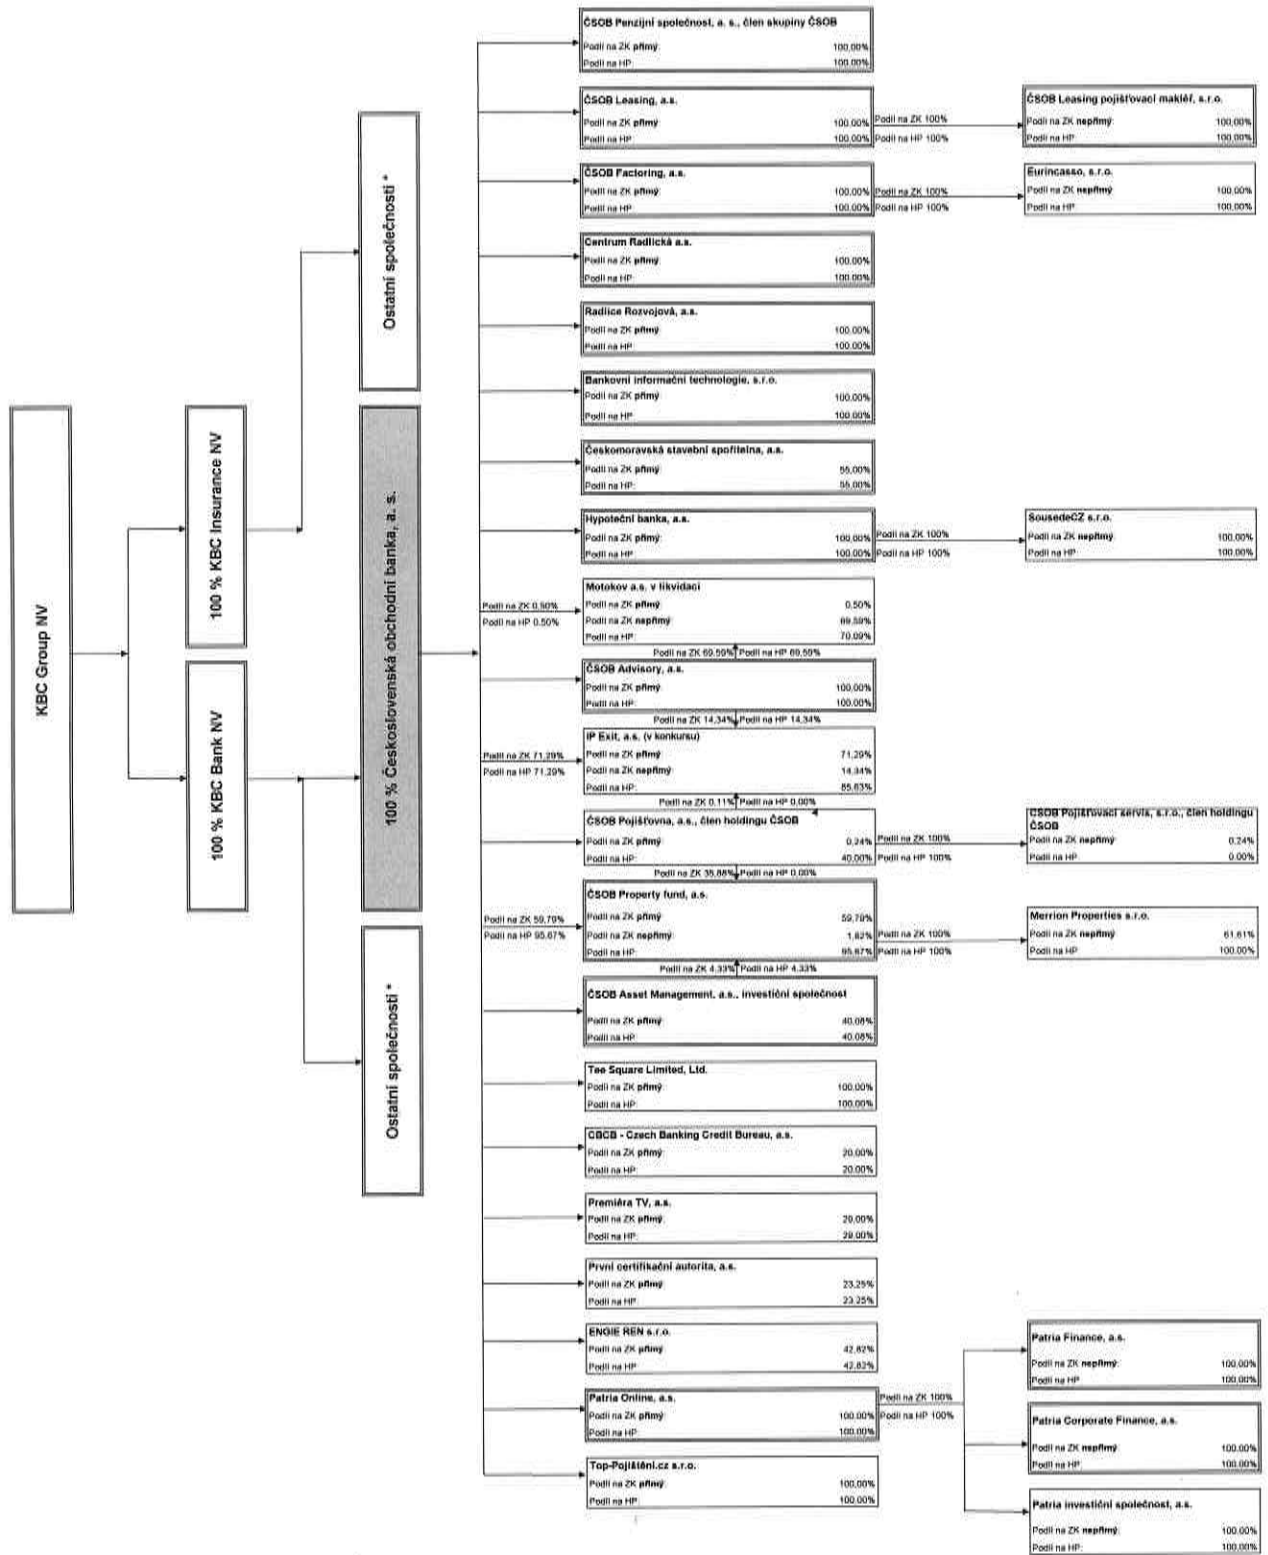 KBC Group NV
100 % KBC Insurance NV
100 % KBC Bank NV
Ostatní společnosti *
100 % Československá obchodní banka, a. s.
Ostatní společnosti *
ČSOB Penzijní společnost, a. s., člen skupiny ČSOB
Podíl na ZK přímý: 100,00%
Podíl na HP: 100.00%
ČSOB Leasing, a.s.
Podíl na ZK přímý: 100,00%
Podíl na HP: 100,00%
Podíl na ZK 100%
Podíl na HP 100%
ČSOB Leasing pojišťovací makléř, s.r.o.
Podíl na ZK nepřímý: 100,00%
Podíl na HP: 100,00%
ČSOB Factoring, a.s.
Podíl na ZK přímý: 100,00%
Podíl na HP: 100,00%
Podíl na ZK 100%
Podíl na HP 100%
Eurincasso, s.r.o.
Podíl na ZK nepřímý: 100,00%
Podíl na HP: 100,00%
Centrum Radlická a.s.
Podíl na ZK přímý: 100.00%
Podíl na HP: 100.00%
Radlice Rozvojová, a.s.
Podíl na ZK přímý: 100.00%
Podíl na HP: 100.00%
Bankovní informační technologie, s.r.o.
Podíl na ZK přímý: 100.00%
Podíl na HP: 100.00%
Českomoravská stavební spořitelna, a.s.
Podíl na ZK přímý: 55,00%
Podíl na HP: 55,00%
Hypoteční banka, a.s.
Podíl na ZK přímý: 100,00%
Podíl na HP: 100,00%
Podíl na ZK 100%
Podíl na HP 100%
SousedeCZ s.r.o.
Podíl na ZK nepřímý: 100,00%
Podíl na HP: 100,00%
Podíl na ZK 0,50%
Podíl na HP 0.50%
Motokov a.s. v likvidaci
Podíl na ZK přímý: 0,50%
Podíl na ZK nepřímý: 69,59%
Podíl na HP: 70.09%
Podíl na ZK 69.59% Podíl na HP 69,59%
ČSOB Advisory, a.s.
Podíl na ZK přímý: 100,00%
Podíl na HP: 100.00%
Podíl na ZK 14,34% Podíl na HP 14,34%
Podíl na ZK 71,29%
Podíl na HP 71.29%
IP Exit, a.s. (v konkursu)
Podíl na ZK přímý: 71,29%
Podíl na ZK nepřímý: 14,34%
Podíl na HP: 85.63%
Podíl na ZK 0,11% Podíl na HP 0,00%
ČSOB Pojišťovna, a.s., člen holdingu ČSOB
Podíl na ZK přímý: 0,24%
Podíl na HP: 40,00%
Podíl na ZK 100%
Podíl na HP 100%
ČSOB Pojišťovací servis, s.r.o., člen holdingu
ČSOB
Podíl na ZK nepřímý: 0,24%
Podíl na HP: 0.00%
Podíl na ZK 35,88% Podíl na HP 0,00%
Podíl na ZK 59,79%
Podíl na HP 95,67%
ČSOB Property fund, a.s.
Podíl na ZK přímý: 59,79%
Podíl na ZK nepřímý: 1,82%
Podíl na HP: 95,67%
Podíl na ZK 100%
Podíl na HP 100%
Merrion Properties s.r.o.
Podíl na ZK nepřímý: 61,61%
Podíl na HP: 100.00%
Podíl na ZK 4,33% Podíl na HP 4,33%
ČSOB Asset Management, a.s., investiční společnost
Podíl na ZK přímý: 40,08%
Podíl na HP: 40.08%
Tee Square Limited, Ltd.
Podíl na ZK přímý: 100,00%
Podíl na HP: 100.00%
CBCB - Czech Banking Credit Bureau, a.s.
Podíl na ZK přímý: 20,00%
Podíl na HP: 20.00%
Premiéra TV, a.s.
Podíl na ZK přímý: 29,00%
Podíl na HP: 29.00%
První certifikační autorita, a.s.
Podíl na ZK přímý: 23,25%
Podíl na HP: 23.25%
ENGIE REN s.r.o.
Podíl na ZK přímý: 42,82%
Podíl na HP: 42,82%
Patria Online, a.s.
Podíl na ZK přímý: 100,00%
Podíl na HP: 100.00%
Podíl na ZK 100%
Podíl na HP 100%
Patria Finance, a.s.
Podíl na ZK nepřímý: 100,00%
Podíl na HP: 100,00%
Patria Corporate Finance, a.s.
Podíl na ZK nepřímý: 100.00%
Podíl na HP: 100.00%
Patria investiční společnost, a.s.
Podíl na ZK nepřímý: 100.00%
Podíl na HP: 100.00%
Top-Pojištění.cz s.r.o.
Podíl na ZK přímý: 100,00%
Podíl na HP: 100.00%